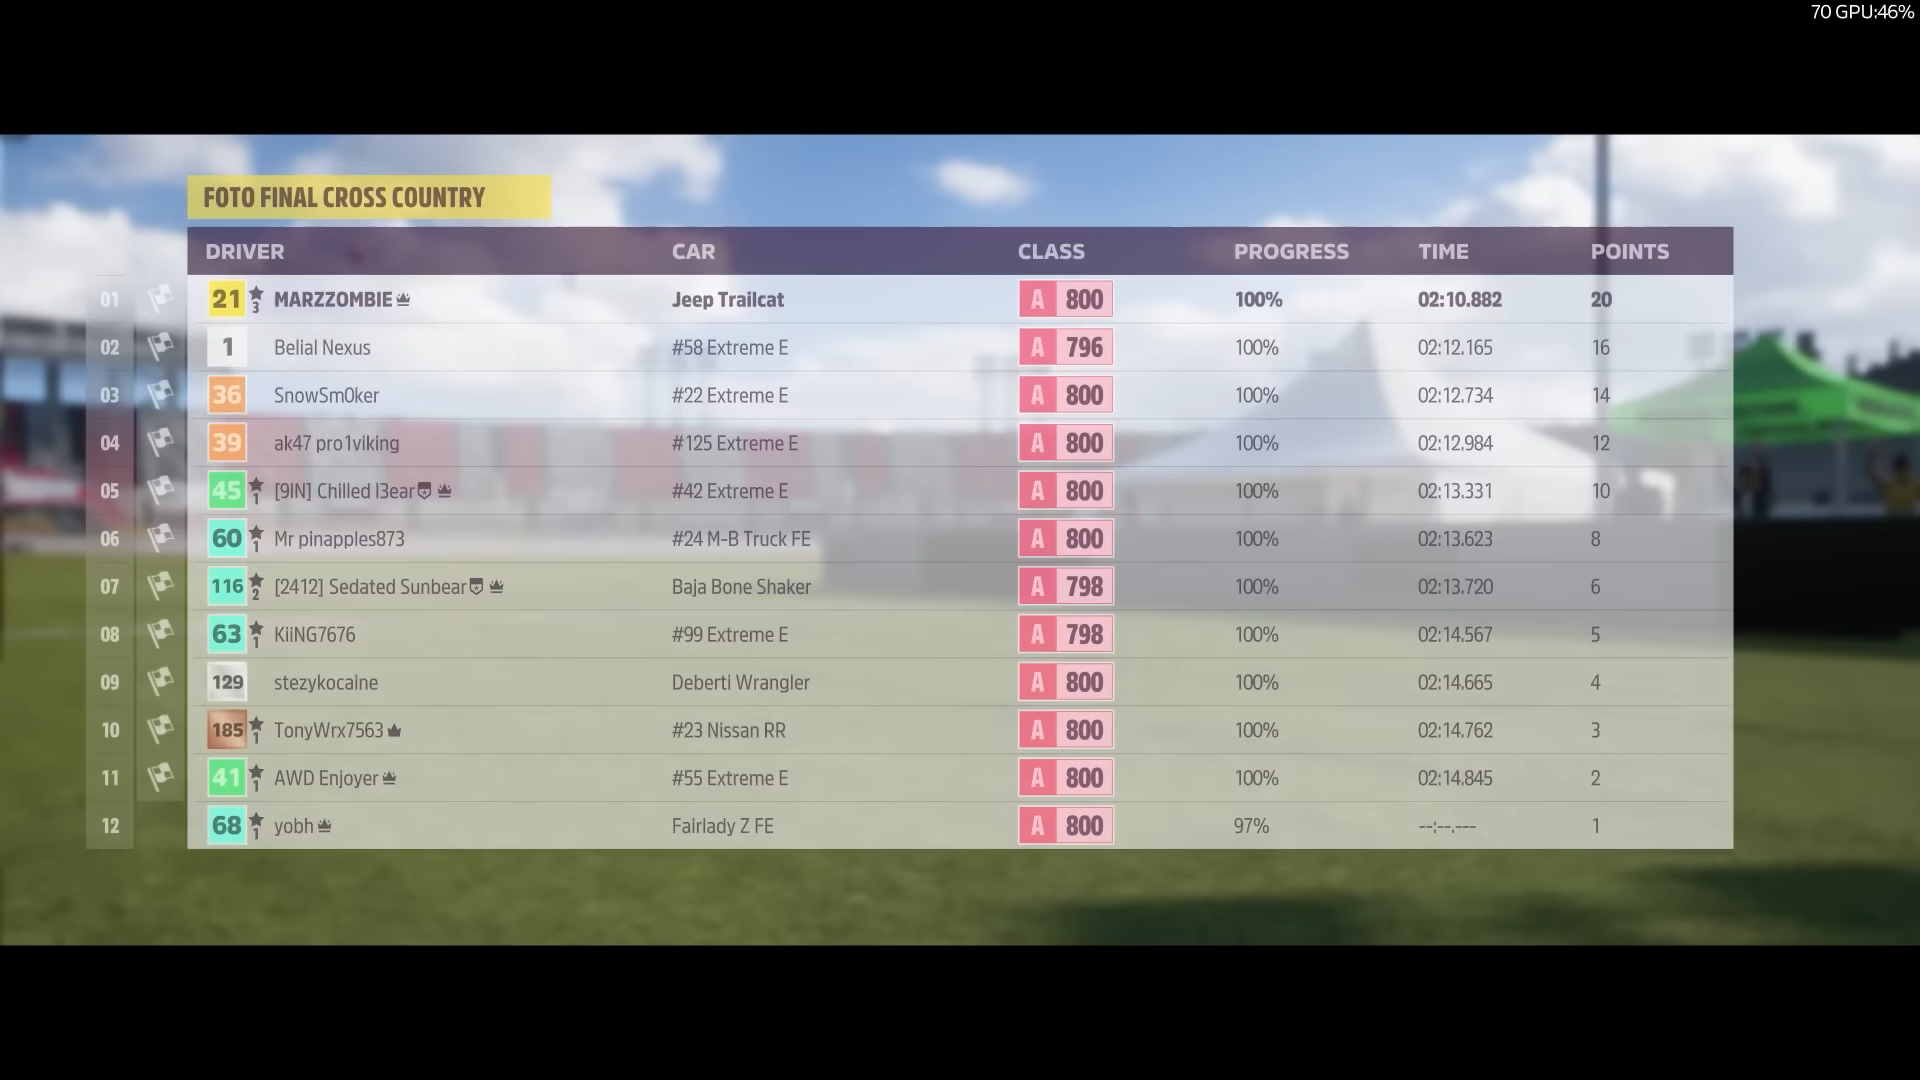 70 GPU:46%
FOTO FINAL CROSS COUNTRY
DRIVER CAR CLASS PROGRESS TIME POINTS
01 21 3 MARZZOMBIE Jeep Trailcat A 800 100% 02:10.882 20
02 1 Belial Nexus #58 Extreme E A 796 100% 02:12.165 16
03 36 SnowSm0ker #22 Extreme E A 800 100% 02:12.734 14
04 39 ak47 pro1viking #125 Extreme E A 800 100% 02:12.984 12
05 45 1 [9IN] Chilled l3ear #42 Extreme E A 800 100% 02:13.331 10
06 60 1 Mr pinapples873 #24 M-B Truck FE A 800 100% 02:13.623 8
07 116 2 [2412] Sedated Sunbear Baja Bone Shaker A 798 100% 02:13.720 6
08 63 1 KiiNG7676 #99 Extreme E A 798 100% 02:14.567 5
09 129 stezykocaine Deberti Wrangler A 800 100% 02:14.665 4
10 185 1 TonyWrx7563 #23 Nissan RR A 800 100% 02:14.762 3
11 41 1 AWD Enjoyer #55 Extreme E A 800 100% 02:14.845 2
12 68 1 yobh Fairlady Z FE A 800 97% --:--.--- 1